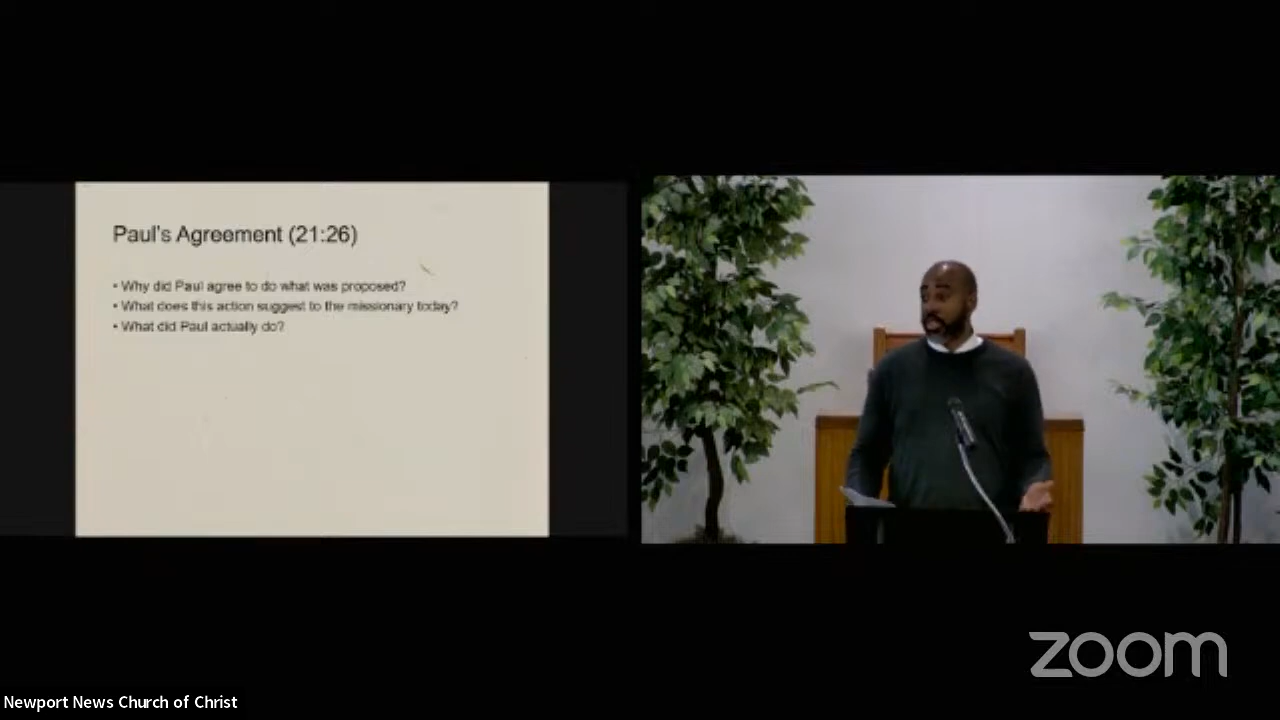 Paul's Agreement (21:26)
• Why did Paul agree to do what was proposed?
• What does this action suggest to the missionary today?
• What did Paul actually do?
zoom
Newport News Church of Christ